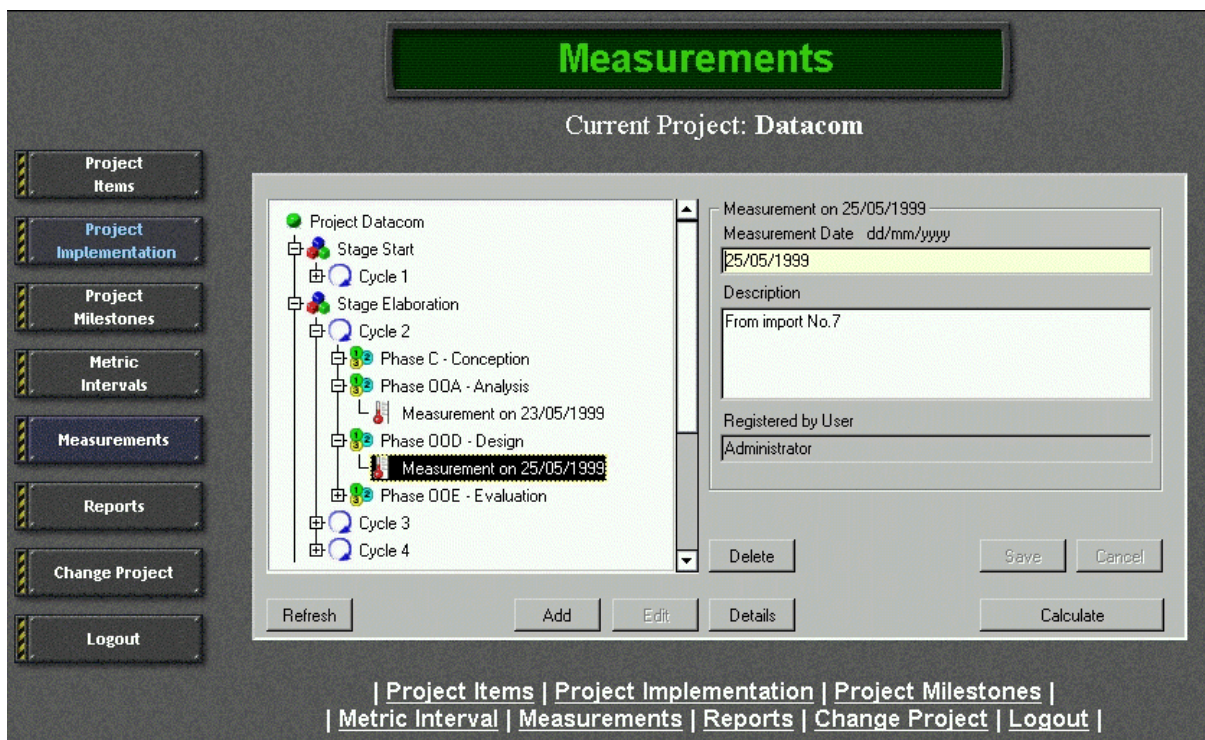 Measurements
Current Project: Datacom
Project
Items
Project
Implementation
Project
Milestones
Metric
Intervals
Measurements
Reports
Change Project
Logout
Project Datacom
Stage Start
Cycle 1
Stage Elaboration
Cycle 2
Phase C - Conception
Phase OOA - Analysis
Measurement on 23/05/1999
Phase OOD - Design
Measurement on 25/05/1999
Phase OOE - Evaluation
Cycle 3
Cycle 4
Refresh
Add
Edit
Measurement on 25/05/1999
Measurement Date dd/mm/yyyy
25/05/1999
Description
From import No.7
Registered by User
Administrator
Delete
Save
Cancel
Details
Calculate
| Project Items | Project Implementation | Project Milestones |
| Metric Interval | Measurements | Reports | Change Project | Logout |